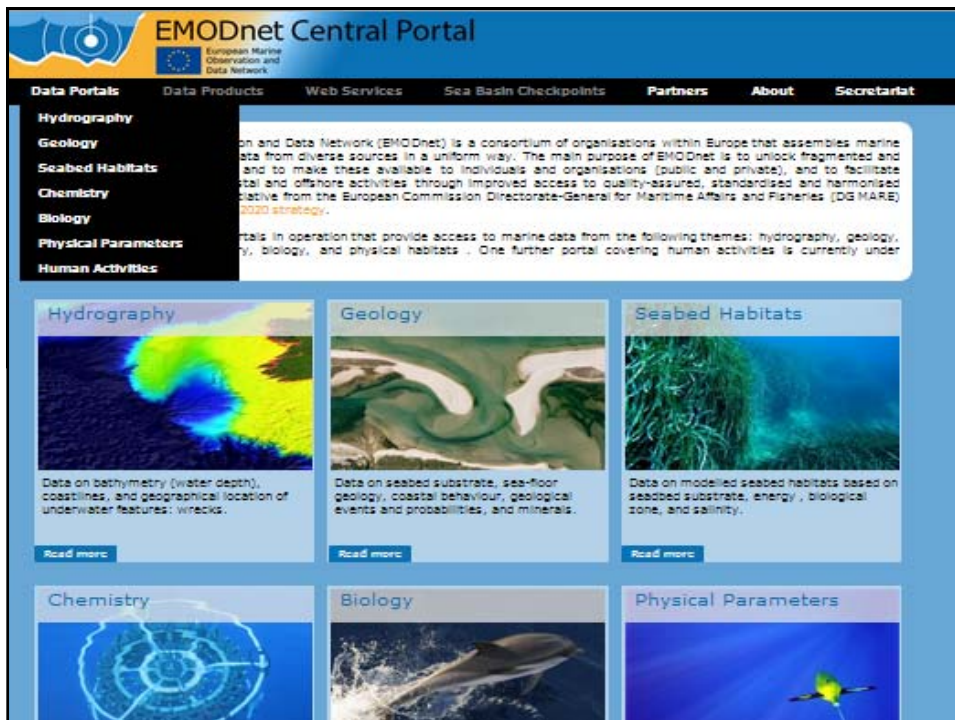 EMODnet Central Portal
European Marine
Observation and
Data Network
Data Portals Data Products Web Services Sea Basin Checkpoints Partners About Secretariat
Hydrography
Geology
Seabed Habitats
Chemistry
Biology
Physical Parameters
Human Activities
on and Data Network (EMODnet) is a consortium of organisations within Europe that assembles marine
ata from diverse sources in a uniform way. The main purpose of EMODnet is to unlock fragmented and
and to make these available to individuals and organisations (public and private), and to facilitate
stal and offshore activities through improved access to quality-assured, standardised and harmonised
itiative from the European Commission Directorate-General for Maritime Affairs and Fisheries (DG MARE)
2020 strategy.
rtals in operation that provide access to marine data from the following themes: hydrography, geology,
y, biology, and physical habitats . One further portal covering human activities is currently under
Hydrography
Data on bathymetry (water depth),
coastlines, and geographical location of
underwater features: wrecks.
Read more
Geology
Data on seabed substrate, sea-floor
geology, coastal behaviour, geological
events and probabilities, and minerals.
Read more
Seabed Habitats
Data on modelled seabed habitats based on
seadbed substrate, energy , biological
zone, and salinity.
Read more
Chemistry
Biology
Physical Parameters